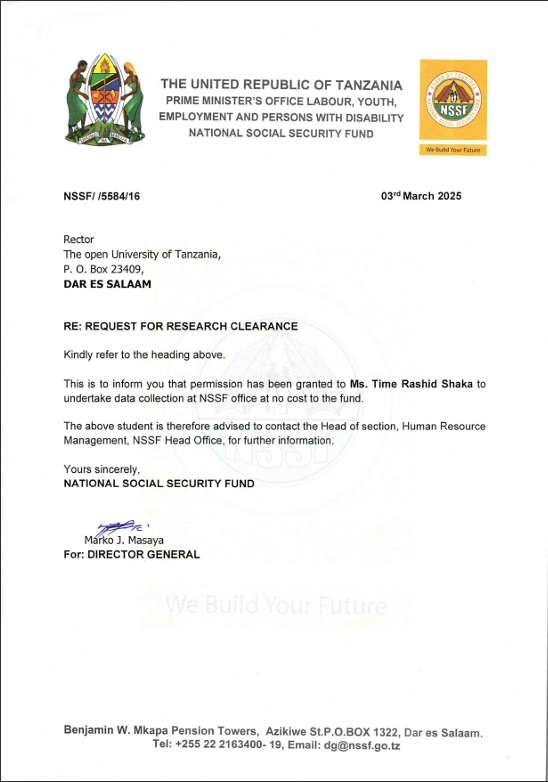 THE UNITED REPUBLIC OF TANZANIA
PRIME MINISTER'S OFFICE LABOUR, YOUTH,
EMPLOYMENT AND PERSONS WITH DISABILITY
NATIONAL SOCIAL SECURITY FUND
NSSF
We Build Your Future
NSSF/ /5584/16
03rd March 2025
Rector
The open University of Tanzania,
P. O. Box 23409,
DAR ES SALAAM
RE: REQUEST FOR RESEARCH CLEARANCE
Kindly refer to the heading above.
This is to inform you that permission has been granted to Ms. Time Rashid Shaka to
undertake data collection at NSSF office at no cost to the fund.
The above student is therefore advised to contact the Head of section, Human Resource
Management, NSSF Head Office, for further information.
NSSF
Yours sincerely,
NATIONAL SOCIAL SECURITY FUND
Marko J. Masaya
For: DIRECTOR GENERAL
We Build Your Future
Benjamin W. Mkapa Pension Towers, Azikiwe St.P.O.BOX 1322, Dar es Salaam.
Tel: +255 22 2163400- 19, Email: dg@nssf.go.tz